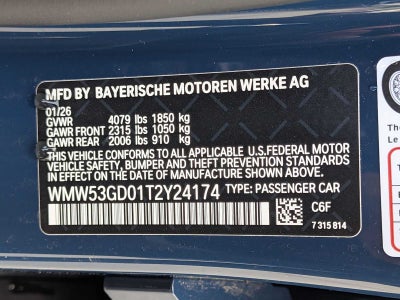 MFD BY BAYERISCHE MOTOREN WERKE AG
01/26
GVWR 4079 lbs 1850 kg
GAWR FRONT 2315 lbs 1050 kg
GAWR REAR 2006 lbs 910 kg
THIS VEHICLE CONFORMS TO ALL APPLICABLE U.S.FEDERAL MOTOR
VEHICLE SAFETY, BUMPER AND THEFT PREVENTION STANDARDS
IN EFFECT ON THE DATE OF MANUFACTURE SHOWN ABOVE.
WMW53GD01T2Y24174 TYPE: PASSENGER CAR
C6F
7 315 814
The
Le